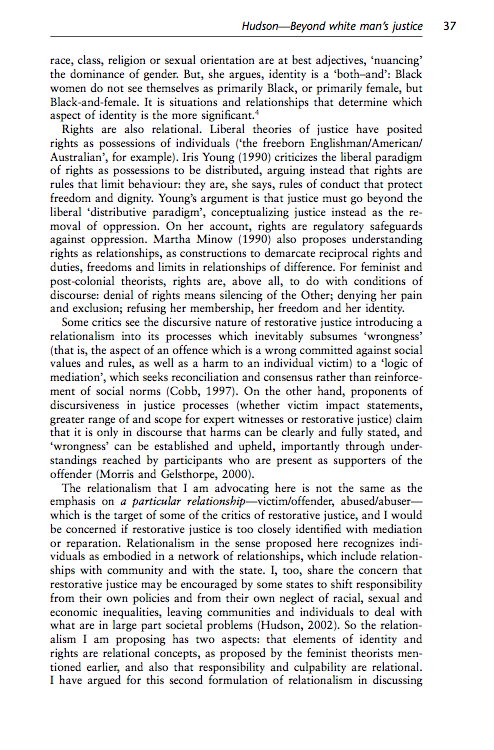 Hudson—Beyond white man's justice 37
race, class, religion or sexual orientation are at best adjectives, ‘nuancing’
the dominance of gender. But, she argues, identity is a ‘both–and’: Black
women do not see themselves as primarily Black, or primarily female, but
Black-and-female. It is situations and relationships that determine which
aspect of identity is the more significant.4
Rights are also relational. Liberal theories of justice have posited
rights as possessions of individuals (‘the freeborn Englishman/American/
Australian’, for example). Iris Young (1990) criticizes the liberal paradigm
of rights as possessions to be distributed, arguing instead that rights are
rules that limit behaviour: they are, she says, rules of conduct that protect
freedom and dignity. Young’s argument is that justice must go beyond the
liberal ‘distributive paradigm’, conceptualizing justice instead as the re-
moval of oppression. On her account, rights are regulatory safeguards
against oppression. Martha Minow (1990) also proposes understanding
rights as relationships, as constructions to demarcate reciprocal rights and
duties, freedoms and limits in relationships of difference. For feminist and
post-colonial theorists, rights are, above all, to do with conditions of
discourse: denial of rights means silencing of the Other; denying her pain
and exclusion; refusing her membership, her freedom and her identity.
Some critics see the discursive nature of restorative justice introducing a
relationalism into its processes which inevitably subsumes ‘wrongness’
(that is, the aspect of an offence which is a wrong committed against social
values and rules, as well as a harm to an individual victim) to a ‘logic of
mediation’, which seeks reconciliation and consensus rather than reinforce-
ment of social norms (Cobb, 1997). On the other hand, proponents of
discursiveness in justice processes (whether victim impact statements,
greater range of and scope for expert witnesses or restorative justice) claim
that it is only in discourse that harms can be clearly and fully stated, and
‘wrongness’ can be established and upheld, importantly through under-
standings reached by participants who are present as supporters of the
offender (Morris and Gelsthorpe, 2000).
The relationalism that I am advocating here is not the same as the
emphasis on a particular relationship—victim/offender, abused/abuser—
which is the target of some of the critics of restorative justice, and I would
be concerned if restorative justice is too closely identified with mediation
or reparation. Relationalism in the sense proposed here recognizes indi-
viduals as embodied in a network of relationships, which include relation-
ships with community and with the state. I, too, share the concern that
restorative justice may be encouraged by some states to shift responsibility
from their own policies and from their own neglect of racial, sexual and
economic inequalities, leaving communities and individuals to deal with
what are in large part societal problems (Hudson, 2002). So the relation-
alism I am proposing has two aspects: that elements of identity and
rights are relational concepts, as proposed by the feminist theorists men-
tioned earlier, and also that responsibility and culpability are relational.
I have argued for this second formulation of relationalism in discussing